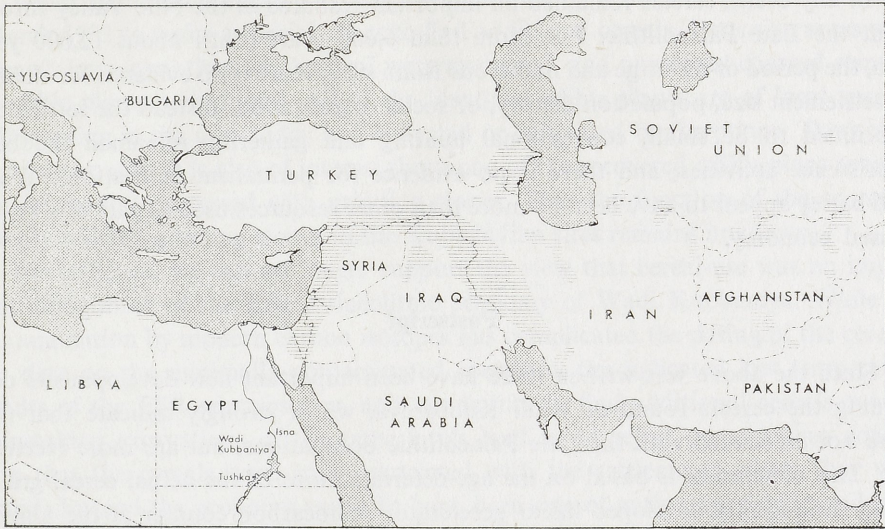 YUGOSLAVIA
BULGARIA
TURKEY
SOVIET
UNION
SYRIA
IRAQ
IRAN
AFGHANISTAN
LIBYA
EGYPT
SAUDI
ARABIA
PAKISTAN
Isna
Wadi
Kubbaniya
Tushka